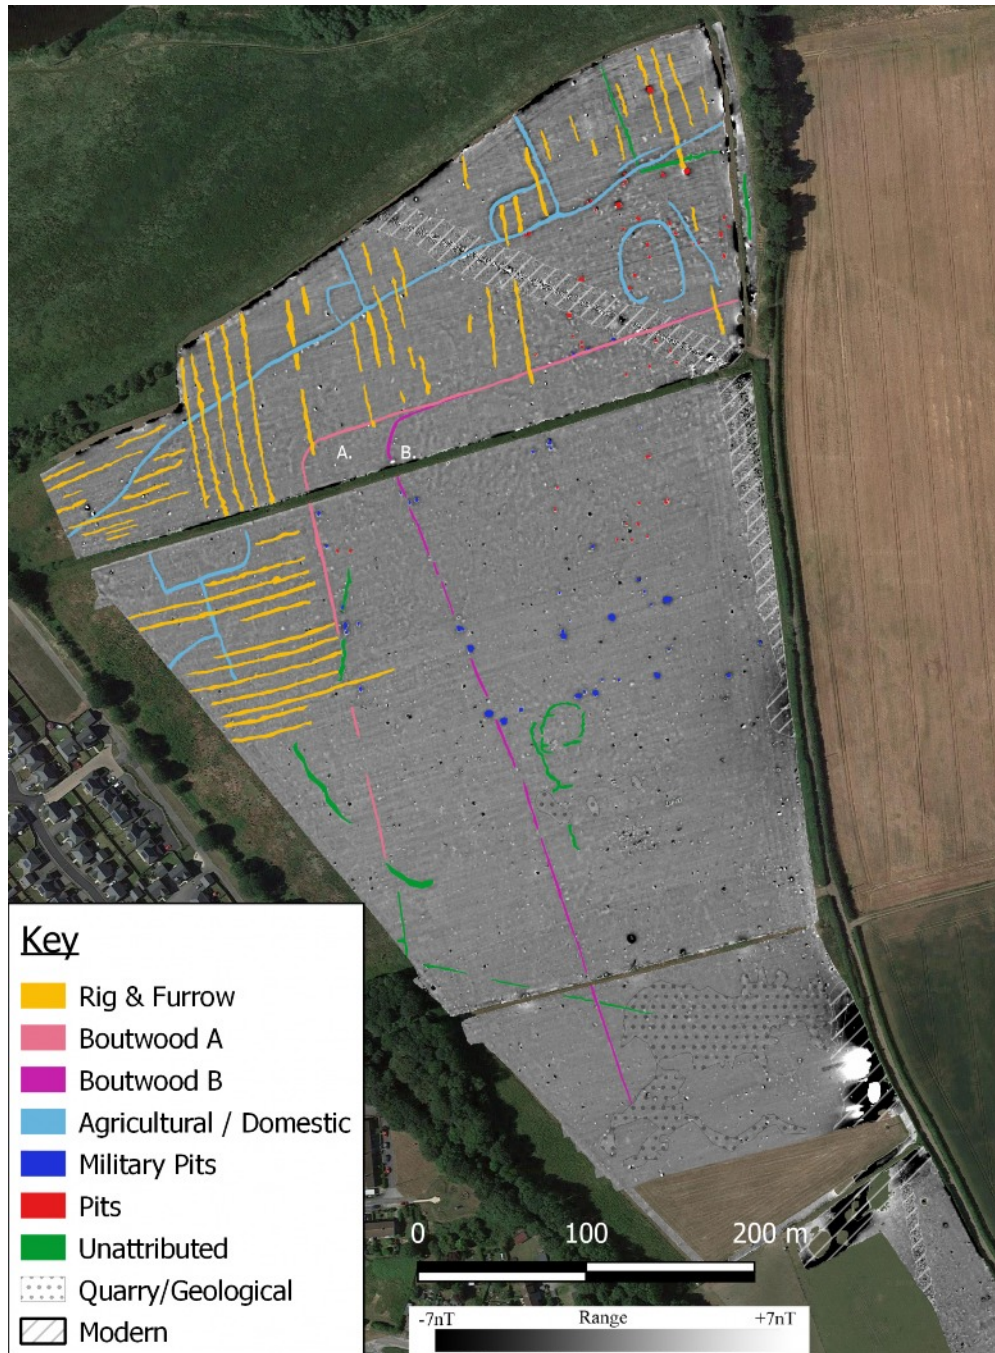 A.
B.
Key
Rig & Furrow
Boutwood A
Boutwood B
Agricultural / Domestic
Military Pits
Pits
Unattributed
Quarry/Geological
Modern
0 100 200 m
-7nT Range +7nT